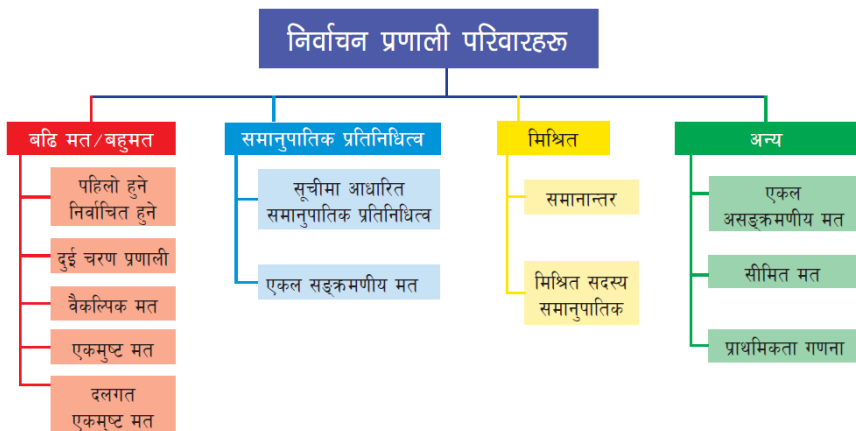 निर्वाचन प्रणाली परिवारहरू
बढि मत/बहुमत
पहिलो हुने
निर्वाचित हुने
दुई चरण प्रणाली
वैकल्पिक मत
एकमुष्ट मत
दलगत
एकमुष्ट मत
समानुपातिक प्रतिनिधित्व
सूचीमा आधारित
समानुपातिक प्रतिनिधित्व
एकल सङ्क्रमणीय मत
मिश्रित
समानान्तर
मिश्रित सदस्य
समानुपातिक
अन्य
एकल
असङ्क्रमणीय मत
सीमित मत
प्राथमिकता गणना